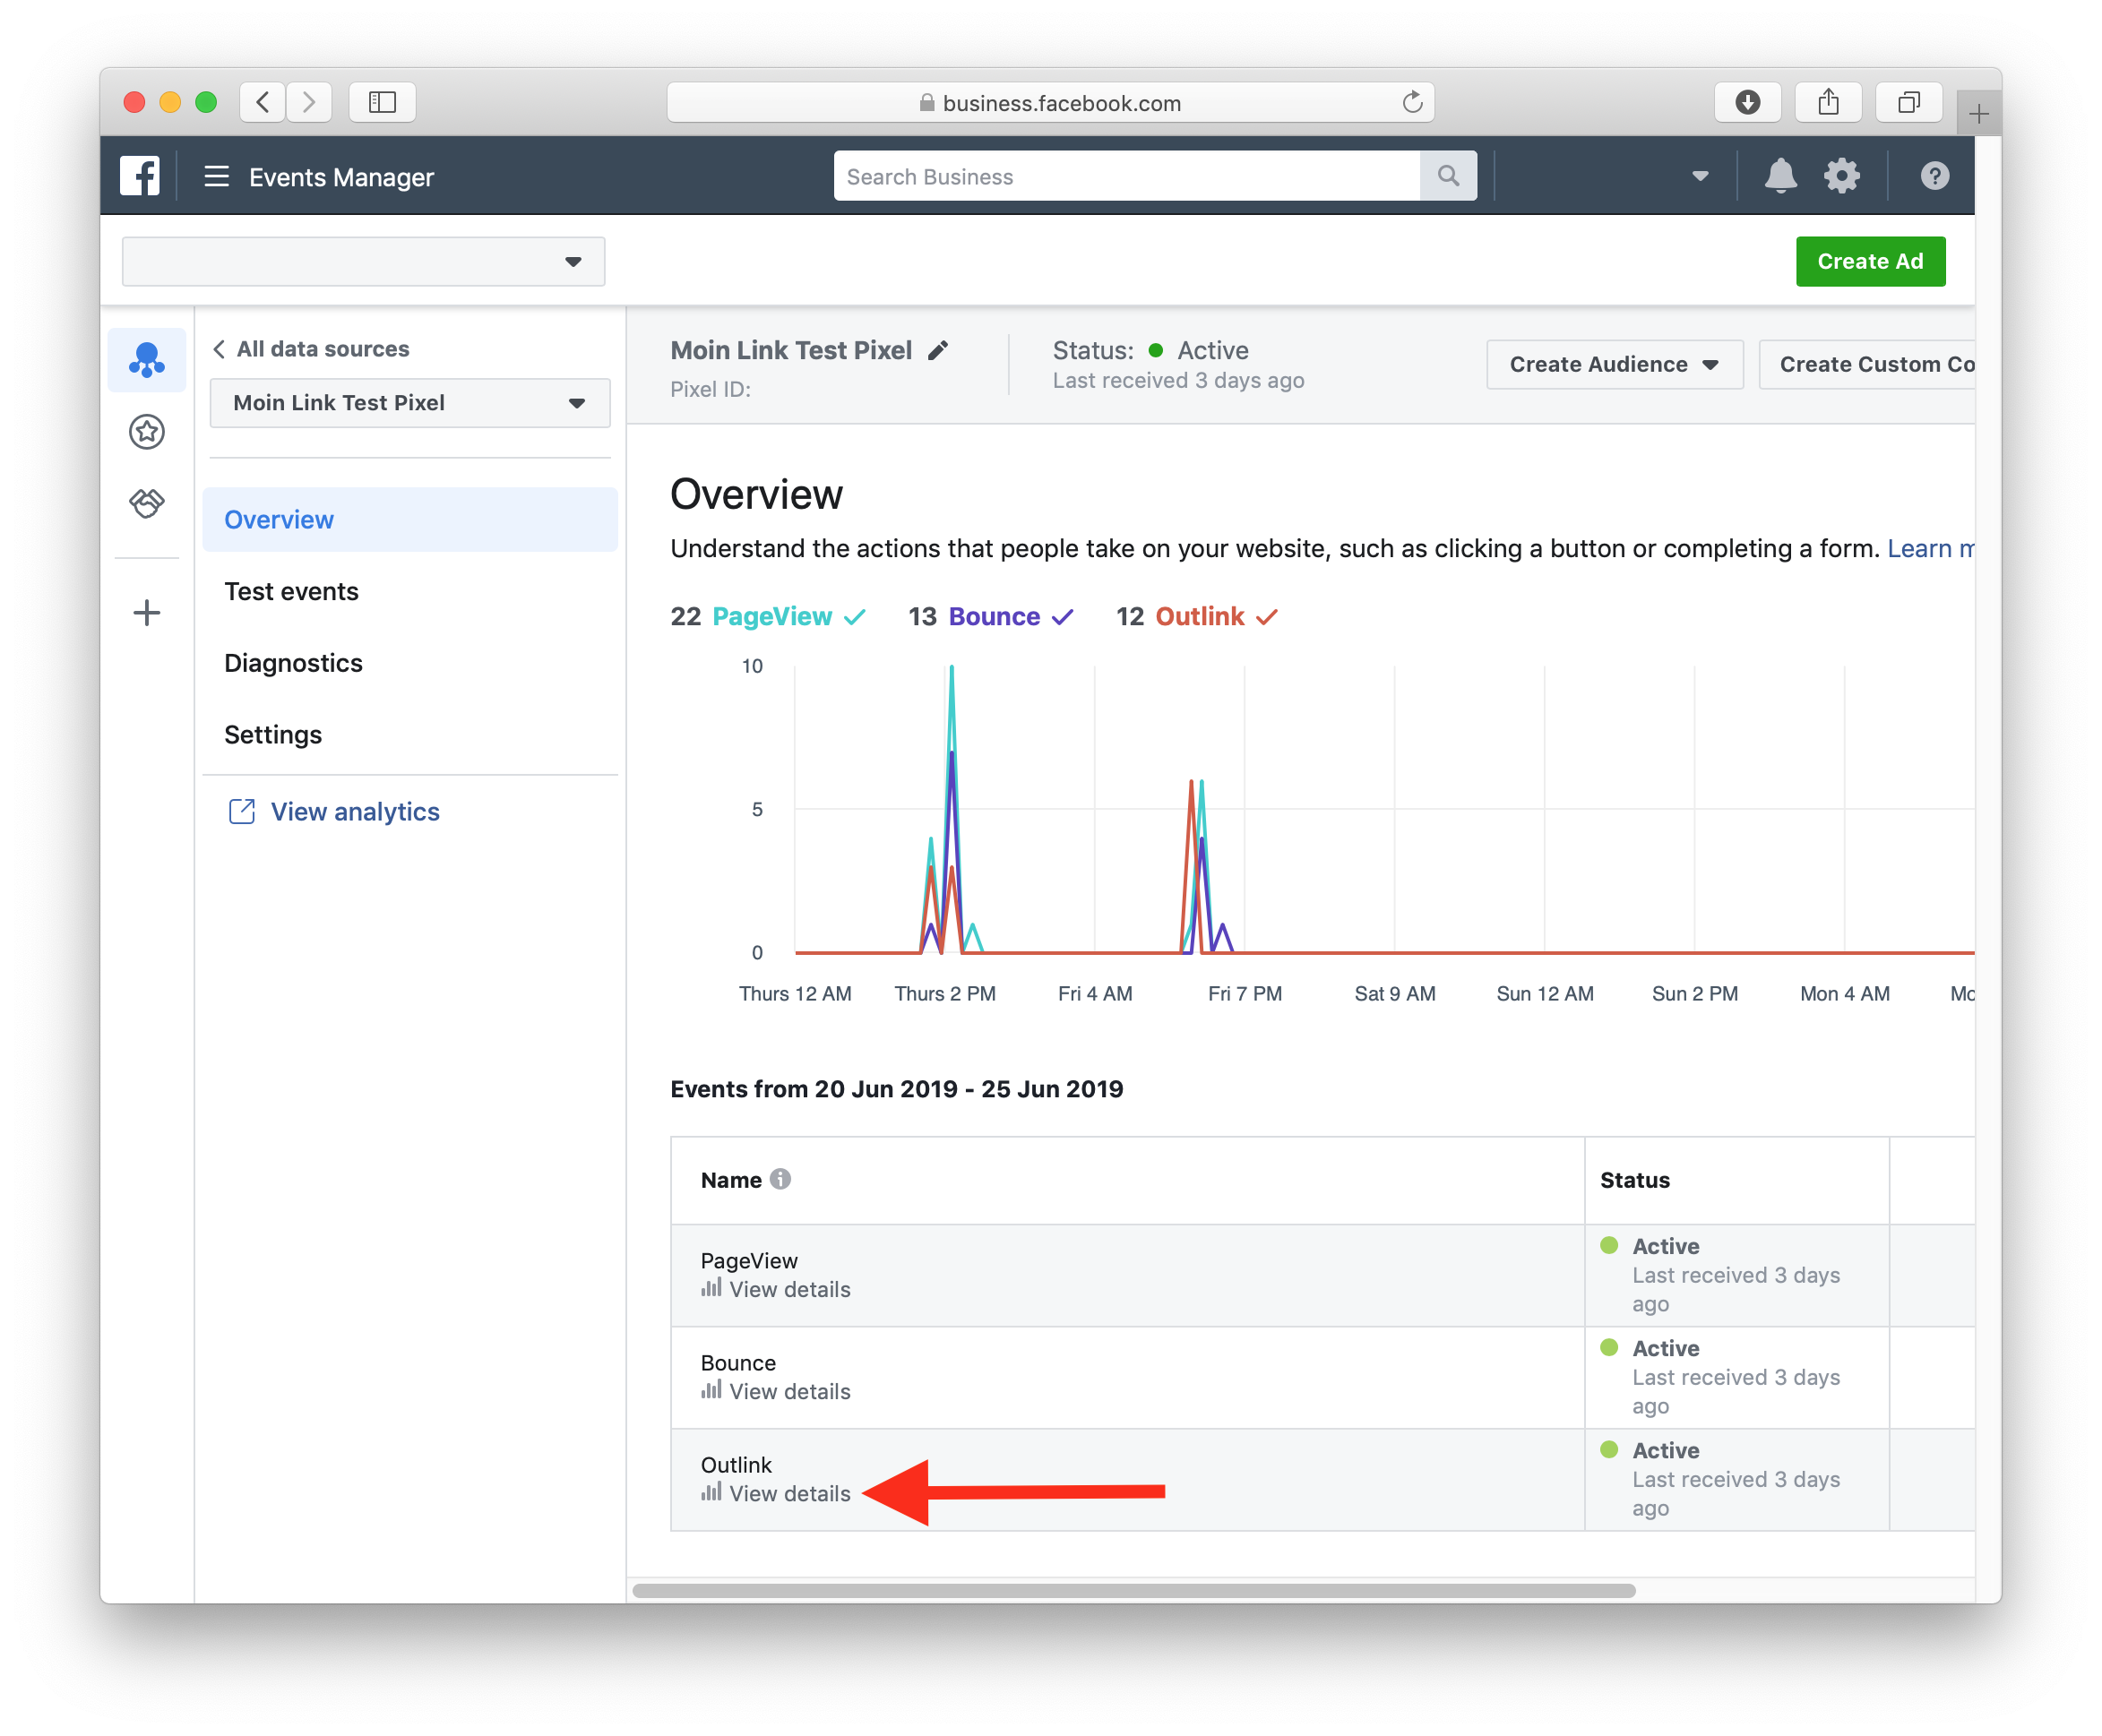 business.facebook.com
Events Manager
Search Business
Create Ad
All data sources
Moin Link Test Pixel
Overview
Test events
Diagnostics
Settings
View analytics
Moin Link Test Pixel
Pixel ID:
Status: Active
Last received 3 days ago
Create Audience
Create Custom Co
Overview
Understand the actions that people take on your website, such as clicking a button or completing a form. Learn m
22 PageView 13 Bounce 12 Outlink
10
5
0
Thurs 12 AM Thurs 2 PM Fri 4 AM Fri 7 PM Sat 9 AM Sun 12 AM Sun 2 PM Mon 4 AM Mo
Events from 20 Jun 2019 - 25 Jun 2019
Name Status
PageView
View details
Active
Last received 3 days
ago
Bounce
View details
Active
Last received 3 days
ago
Outlink
View details
Active
Last received 3 days
ago